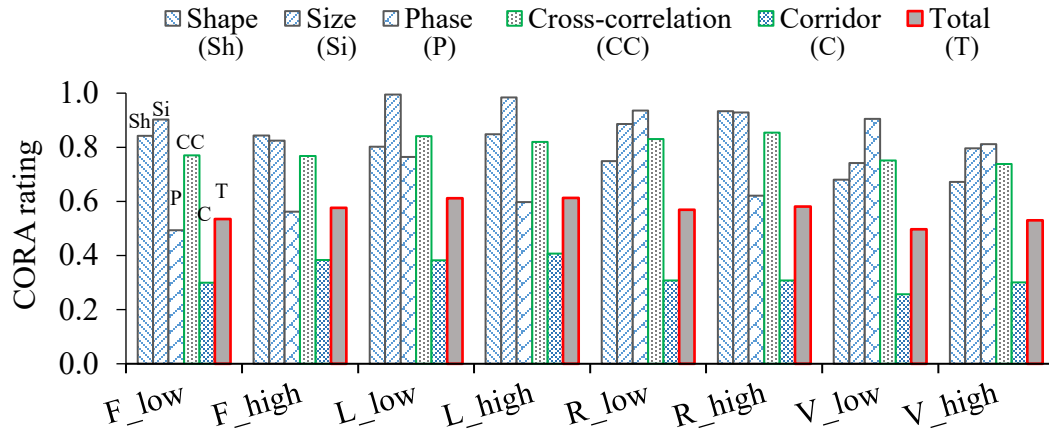 Shape Size Phase Cross-correlation Corridor Total
(Sh) (Si) (P) (CC) (C) (T)
CORA rating
1.0
0.8
0.6
0.4
0.2
0.0
Sh Si P CC C T
F_low F_high L_low L_high R_low R_high V_low V_high